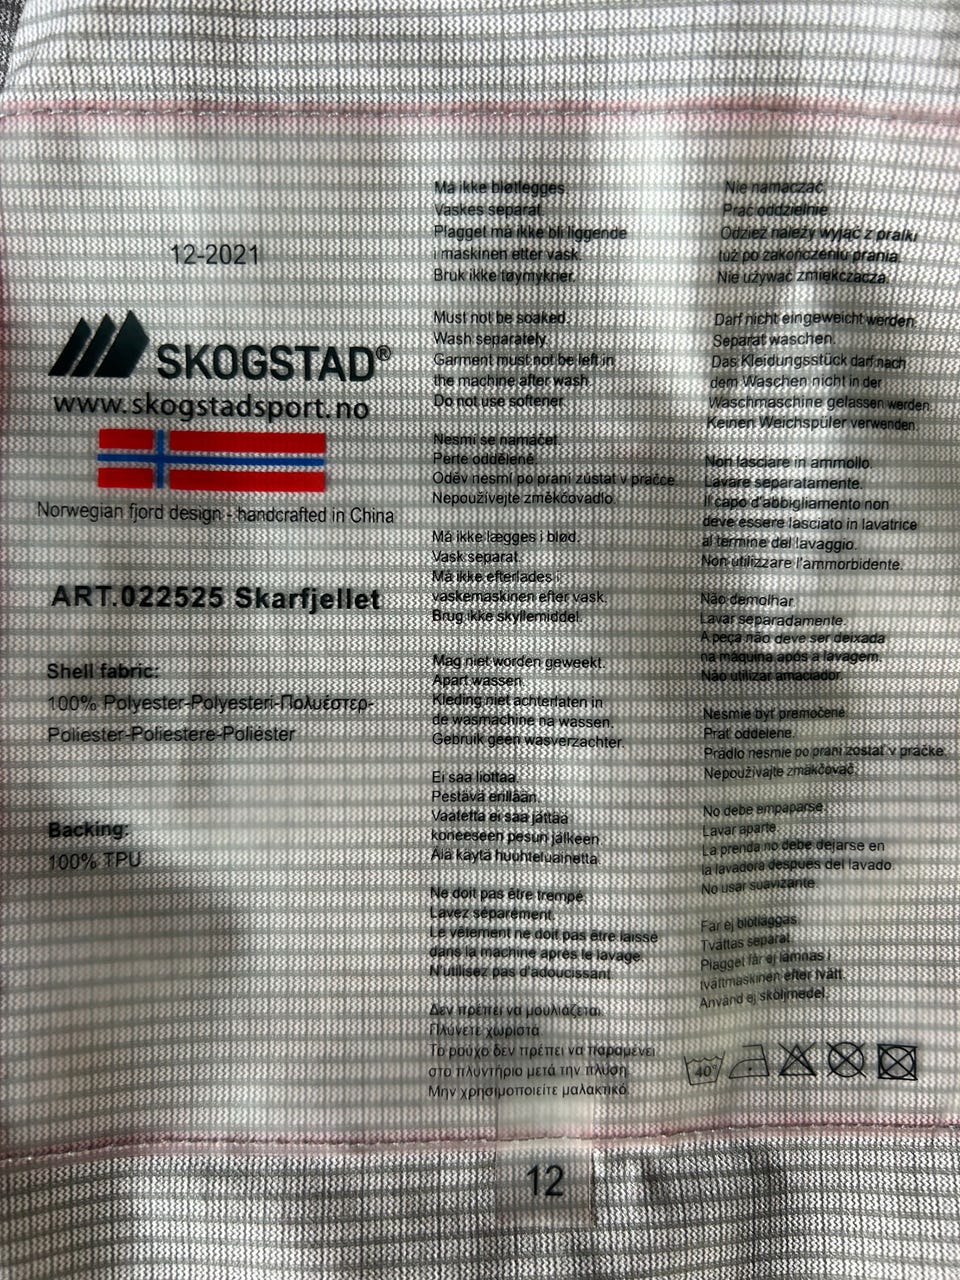 12-2021
SKOGSTAD®
www.skogstadsport.no
Norwegian fjord design - handcrafted in China
ART.022525 Skarfjellet
Shell fabric:
100% Polyester-Polyesteri-Πολυέστερ-
Poliester-Poliestere-Poliéster
Backing:
100% TPU
Må ikke bløtlegges.
Vaskes separat.
Plagget må ikke bli liggende
i maskinen etter vask.
Bruk ikke tøymykner.
Must not be soaked.
Wash separately.
Garment must not be left in
the machine after wash.
Do not use softener.
Nesmí se namáčet.
Perte odděleně.
Oděv nesmí po praní zůstat v pračce.
Nepoužívejte změkčovadlo.
Må ikke lægges i blød.
Vask separat.
Må ikke efterlades i
vaskemaskinen efter vask.
Brug ikke skyllemiddel.
Mag niet worden geweekt.
Apart wassen.
Kleding niet achterlaten in
de wasmachine na wassen.
Gebruik geen wasverzachter.
Ei saa liottaa.
Pestävä erillään.
Vaatetta ei saa jättää
koneeseen pesun jälkeen.
Älä käytä huuhteluainetta.
Ne doit pas être trempé.
Lavez séparément.
Le vêtement ne doit pas être laissé
dans la machine après le lavage.
N'utilisez pas d'adoucissant.
Δεν πρέπει να μουλιάζεται.
Πλύνετε χωριστά.
Το ρούχο δεν πρέπει να παραμένει
στο πλυντήριο μετά την πλύση.
Μην χρησιμοποιείτε μαλακτικό.
Nie namaczać.
Prać oddzielnie.
Odzież należy wyjąć z pralki
tuż po zakończeniu prania.
Nie używać zmiękczacza.
Darf nicht eingeweicht werden.
Separat waschen.
Das Kleidungsstück darf nach
dem Waschen nicht in der
Waschmaschine gelassen werden.
Keinen Weichspüler verwenden.
Non lasciare in ammollo.
Lavare separatamente.
Il capo d'abbigliamento non
deve essere lasciato in lavatrice
al termine del lavaggio.
Non utilizzare l'ammorbidente.
Não demolhar.
Lavar separadamente.
A peça não deve ser deixada
na máquina após a lavagem.
Não utilizar amaciador.
Nesmie byť premočené.
Prať oddelene.
Prádlo nesmie po praní zostať v práčke.
Nepoužívajte zmäkčovač.
No debe empaparse.
Lavar aparte.
La prenda no debe dejarse en
la lavadora después del lavado.
No usar suavizante.
Får ej blötläggas.
Tvättas separat.
Plagget får ej lämnas i
tvättmaskinen efter tvätt.
Använd ej sköljmedel.
40°
12